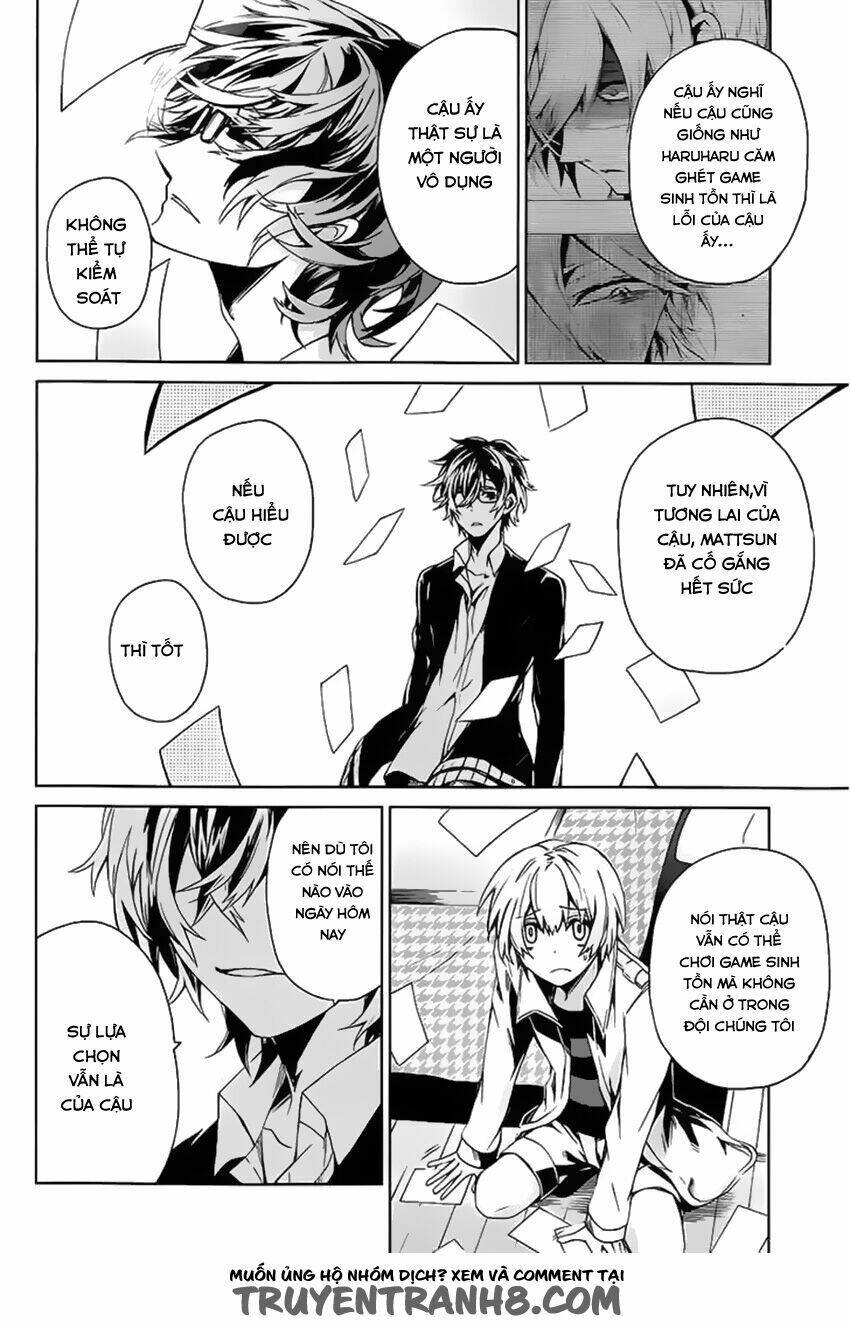 CẬU ẤY NGHĨ
NẾU CẬU CŨNG
GIỐNG NHƯ
HARUHARU CĂM
GHÉT GAME
SINH TỒN THÌ LÀ
LỖI CỦA CẬU
ẤY...
CẬU ẤY
THẬT SỰ LÀ
MỘT NGƯỜI
VÔ DỤNG
KHÔNG
THỂ TỰ
KIỂM
SOÁT
TUY NHIÊN,VÌ
TƯƠNG LAI CỦA
CẬU, MATTSUN
ĐÃ CỐ GẮNG
HẾT SỨC
NẾU
CẬU HIỂU
ĐƯỢC
THÌ TỐT
NÓI THẬT CẬU
VẪN CÓ THỂ
CHƠI GAME SINH
TỒN MÀ KHÔNG
CẦN Ở TRONG
ĐỘI CHÚNG TÔI
NÊN DÙ TÔI
CÓ NÓI THẾ
NÀO VÀO
NGÀY HÔM
NAY
SỰ LỰA
CHỌN
VẪN LÀ
CỦA CẬU
MUỐN ỦNG HỘ NHÓM DỊCH? XEM VÀ COMMENT TẠI
TRUYENTRANH8.COM